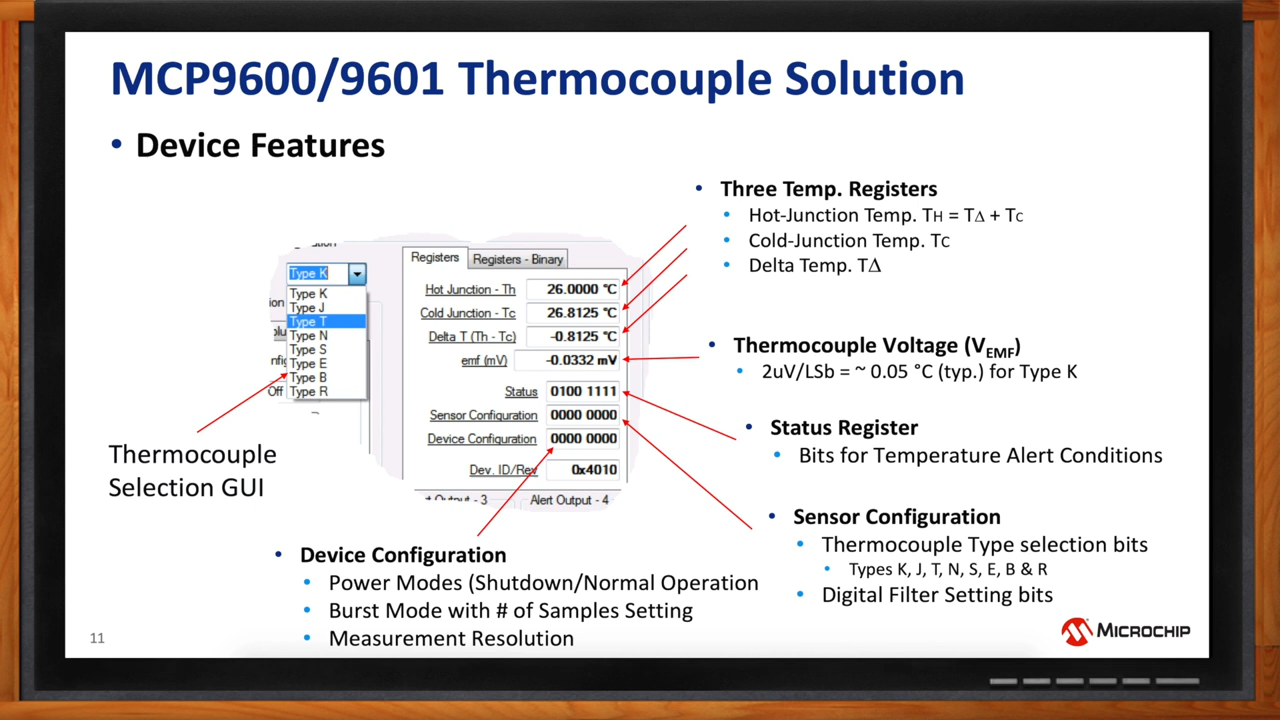 MCP9600/9601 Thermocouple Solution
• Device Features
Type K
Type K
Type J
Type T
Type N
Type S
Type E
Type B
Type R
Off
Thermocouple
Selection GUI
Registers
Registers - Binary
Hot Junction - Th 26.0000 °C
Cold Junction - Tc 26.8125 °C
Delta T (Th - Tc) -0.8125 °C
emf (mV) -0.0332 mV
Status 0100 1111
Sensor Configuration 0000 0000
Device Configuration 0000 0000
Dev. ID/Rev 0x4010
Output - 3 Alert Output - 4
• Three Temp. Registers
• Hot-Junction Temp. TH = T∆ + TC
• Cold-Junction Temp. TC
• Delta Temp. T∆
• Thermocouple Voltage (VEMF)
• 2uV/LSb = ~ 0.05 °C (typ.) for Type K
• Status Register
• Bits for Temperature Alert Conditions
• Sensor Configuration
• Thermocouple Type selection bits
• Types K, J, T, N, S, E, B & R
• Digital Filter Setting bits
• Device Configuration
• Power Modes (Shutdown/Normal Operation
• Burst Mode with # of Samples Setting
• Measurement Resolution
11
MICROCHIP